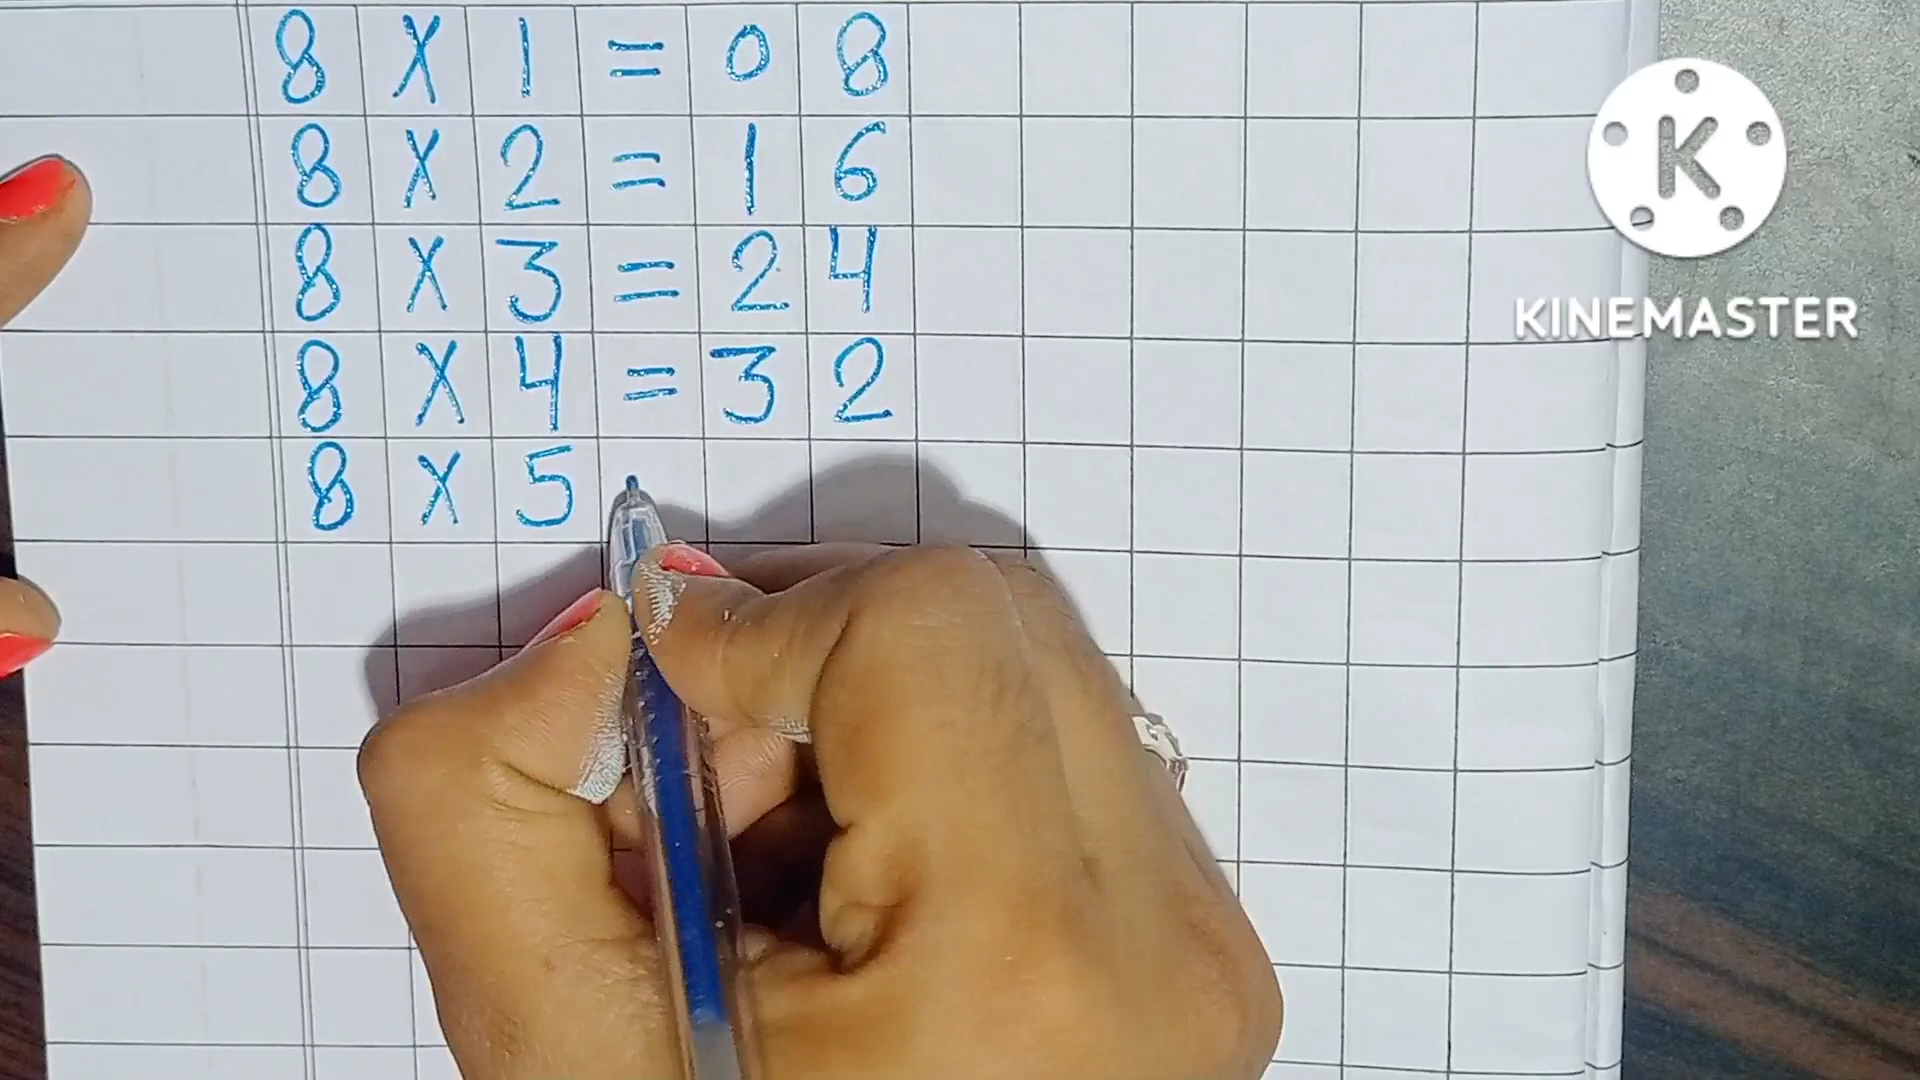 8 X 1 = 0 8
8 X 2 = 1 6
8 X 3 = 2 4
8 X 4 = 3 2
8 X 5
K
KINEMASTER